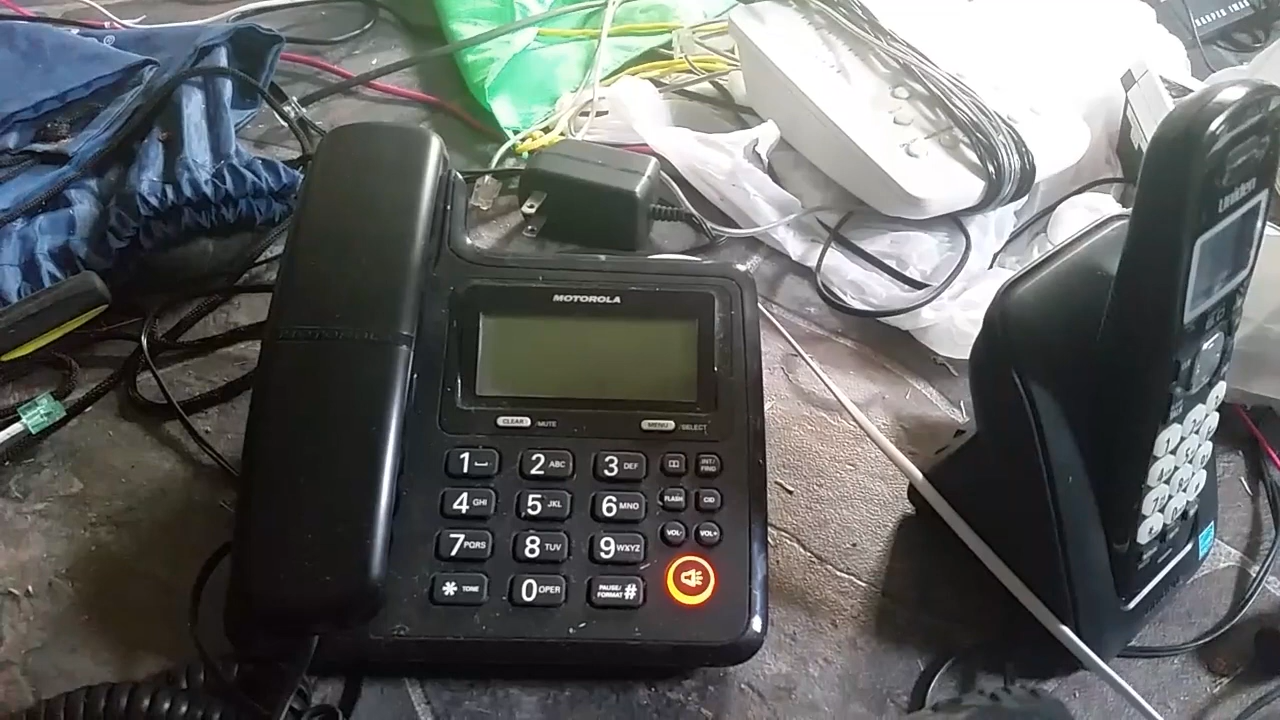 MOTOROLA
CLEAR /MUTE
MENU /SELECT
1
2 ABC
3 DEF
INT/ FIND
4 GHI
5 JKL
6 MNO
FLASH
CID
7 PQRS
8 TUV
9 WXYZ
VOL-
VOL+
* TONE
0 OPER
PAUSE/ FORMAT #
uniden